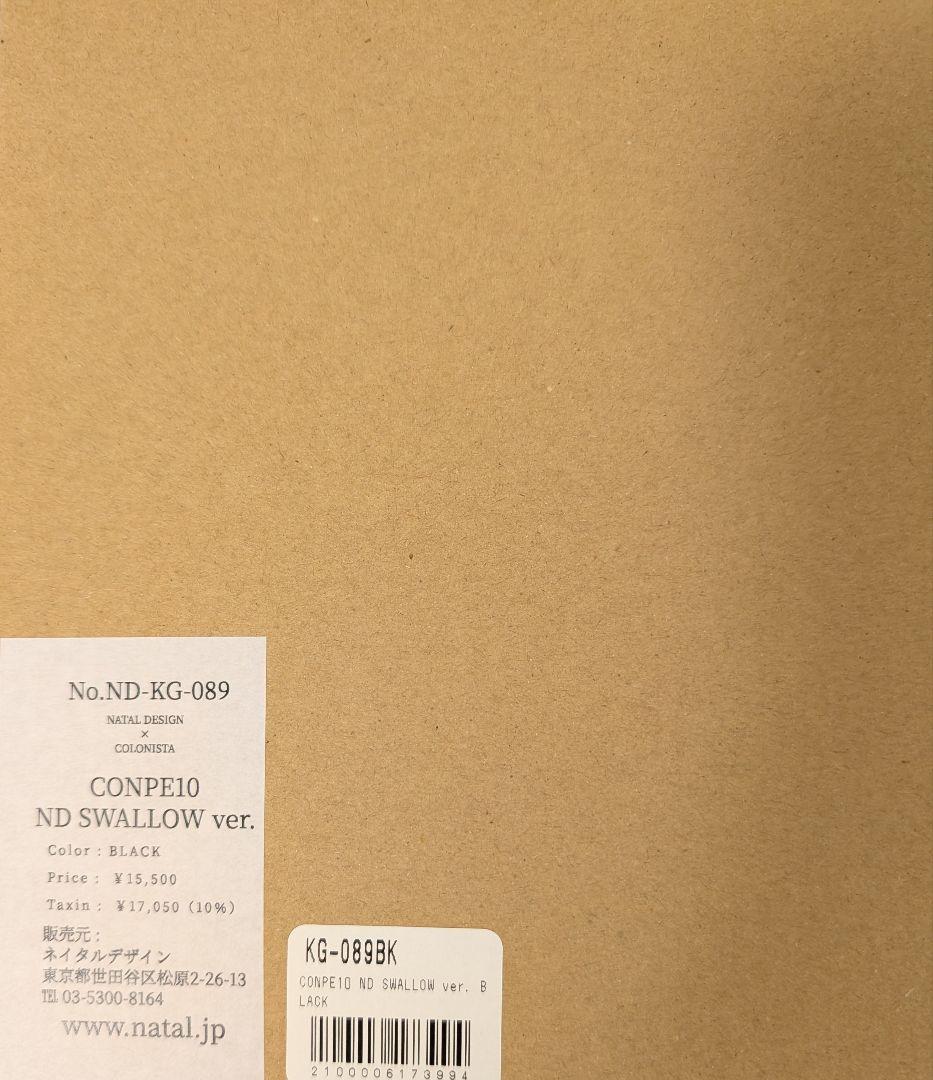 No.ND-KG-089
NATAL DESIGN
×
COLONISTA
CONPE10
ND SWALLOW ver.
Color : BLACK
Price : ¥15,500
Taxin : ¥17,050 (10%)
販売元 :
ネイタルデザイン
東京都世田谷区松原2-26-13
℡ 03-5300-8164
www.natal.jp
KG-089BK
CONPE10 ND SWALLOW ver. B
LACK
2100006173994